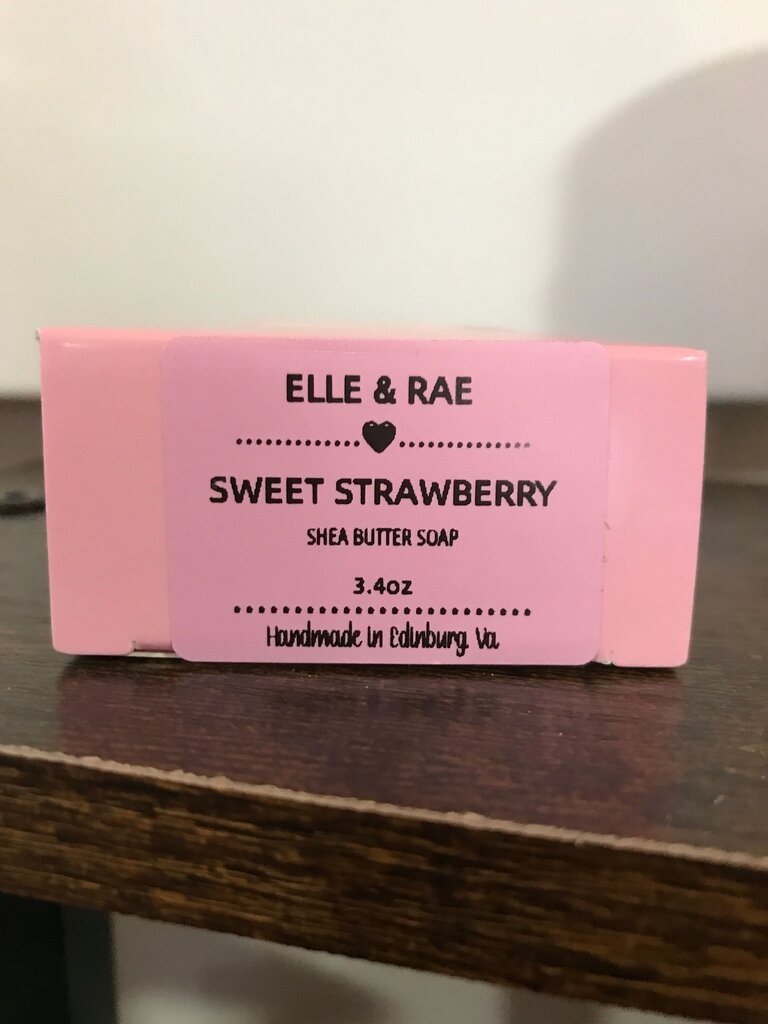 ELLE & RAE
SWEET STRAWBERRY
SHEA BUTTER SOAP
3.4oz
Handmade in Edinburg, Va